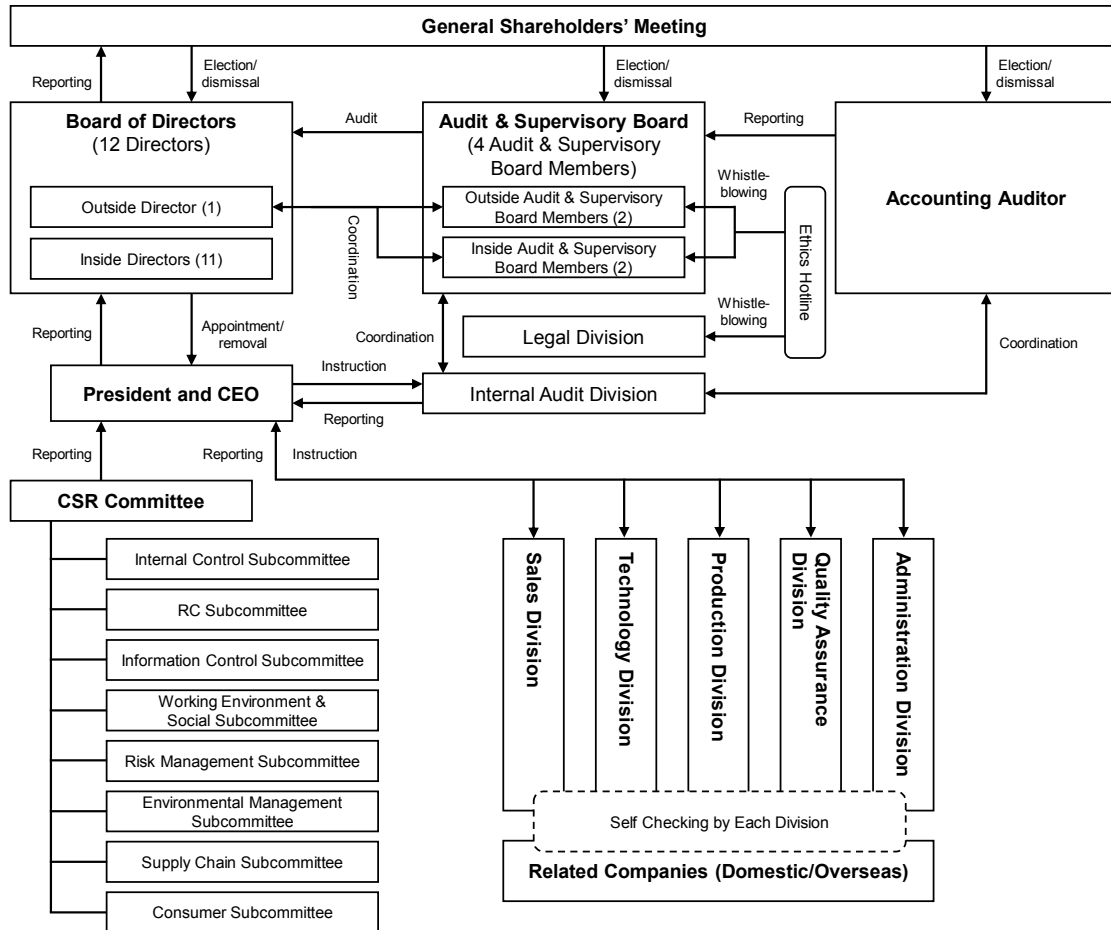 General Shareholders' Meeting
Reporting
Election/
dismissal
Election/
dismissal
Election/
dismissal
Board of Directors
(12 Directors)
Audit
Audit & Supervisory Board
(4 Audit & Supervisory
Board Members)
Reporting
Accounting Auditor
Outside Director (1)
Inside Directors (11)
Coordination
Outside Audit & Supervisory
Board Members (2)
Inside Audit & Supervisory
Board Members (2)
Whistle-
blowing
Ethics Hotline
Whistle-
blowing
Reporting
Appointment/
removal
Coordination
Legal Division
Coordination
President and CEO
Instruction
Reporting
Internal Audit Division
Reporting
Reporting
Instruction
CSR Committee
Internal Control Subcommittee
RC Subcommittee
Information Control Subcommittee
Working Environment &
Social Subcommittee
Risk Management Subcommittee
Environmental Management
Subcommittee
Supply Chain Subcommittee
Consumer Subcommittee
Sales Division
Technology Division
Production Division
Quality Assurance
Division
Administration Division
Self Checking by Each Division
Related Companies (Domestic/Overseas)